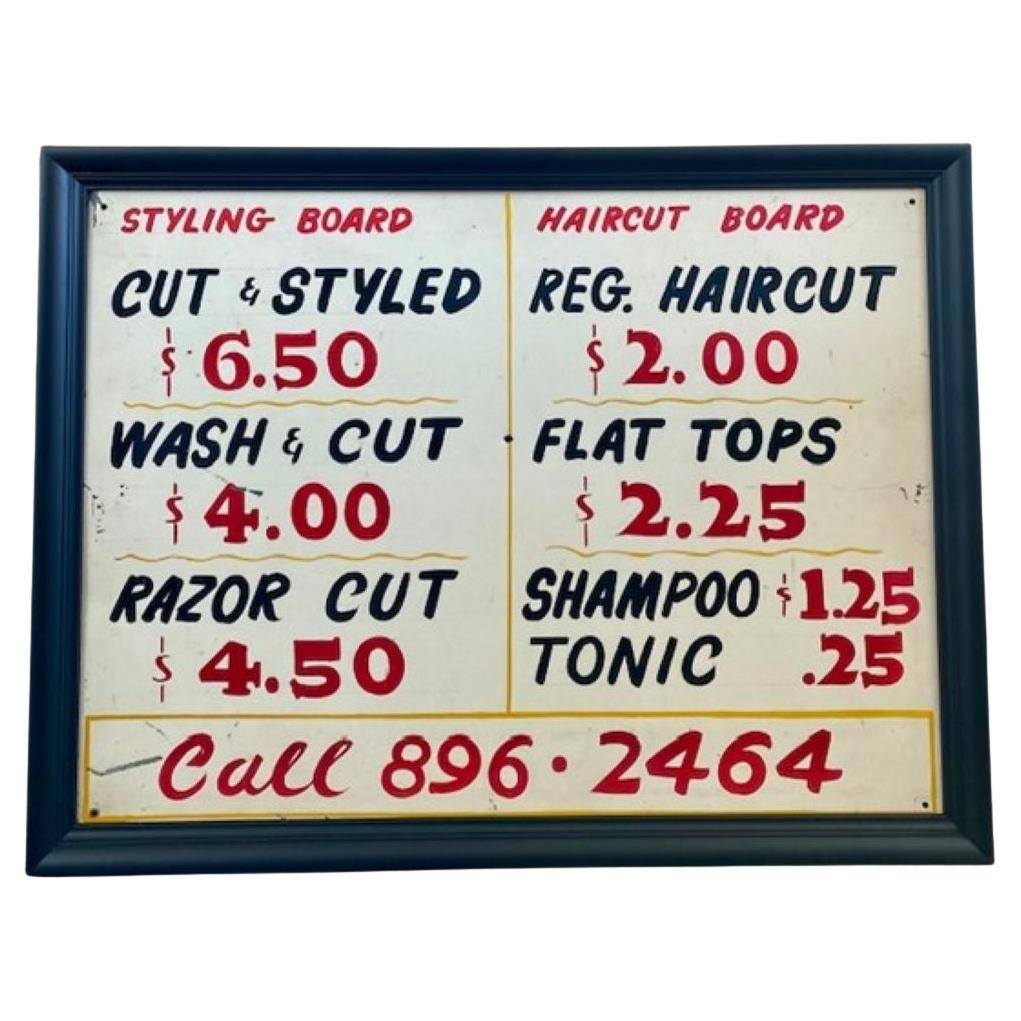 STYLING BOARD
CUT & STYLED
$ 6.50
WASH & CUT
$ 4.00
RAZOR CUT
$ 4.50
HAIRCUT BOARD
REG. HAIRCUT
$ 2.00
FLAT TOPS
$ 2.25
SHAMPOO $1.25
TONIC .25
Call 896·2464